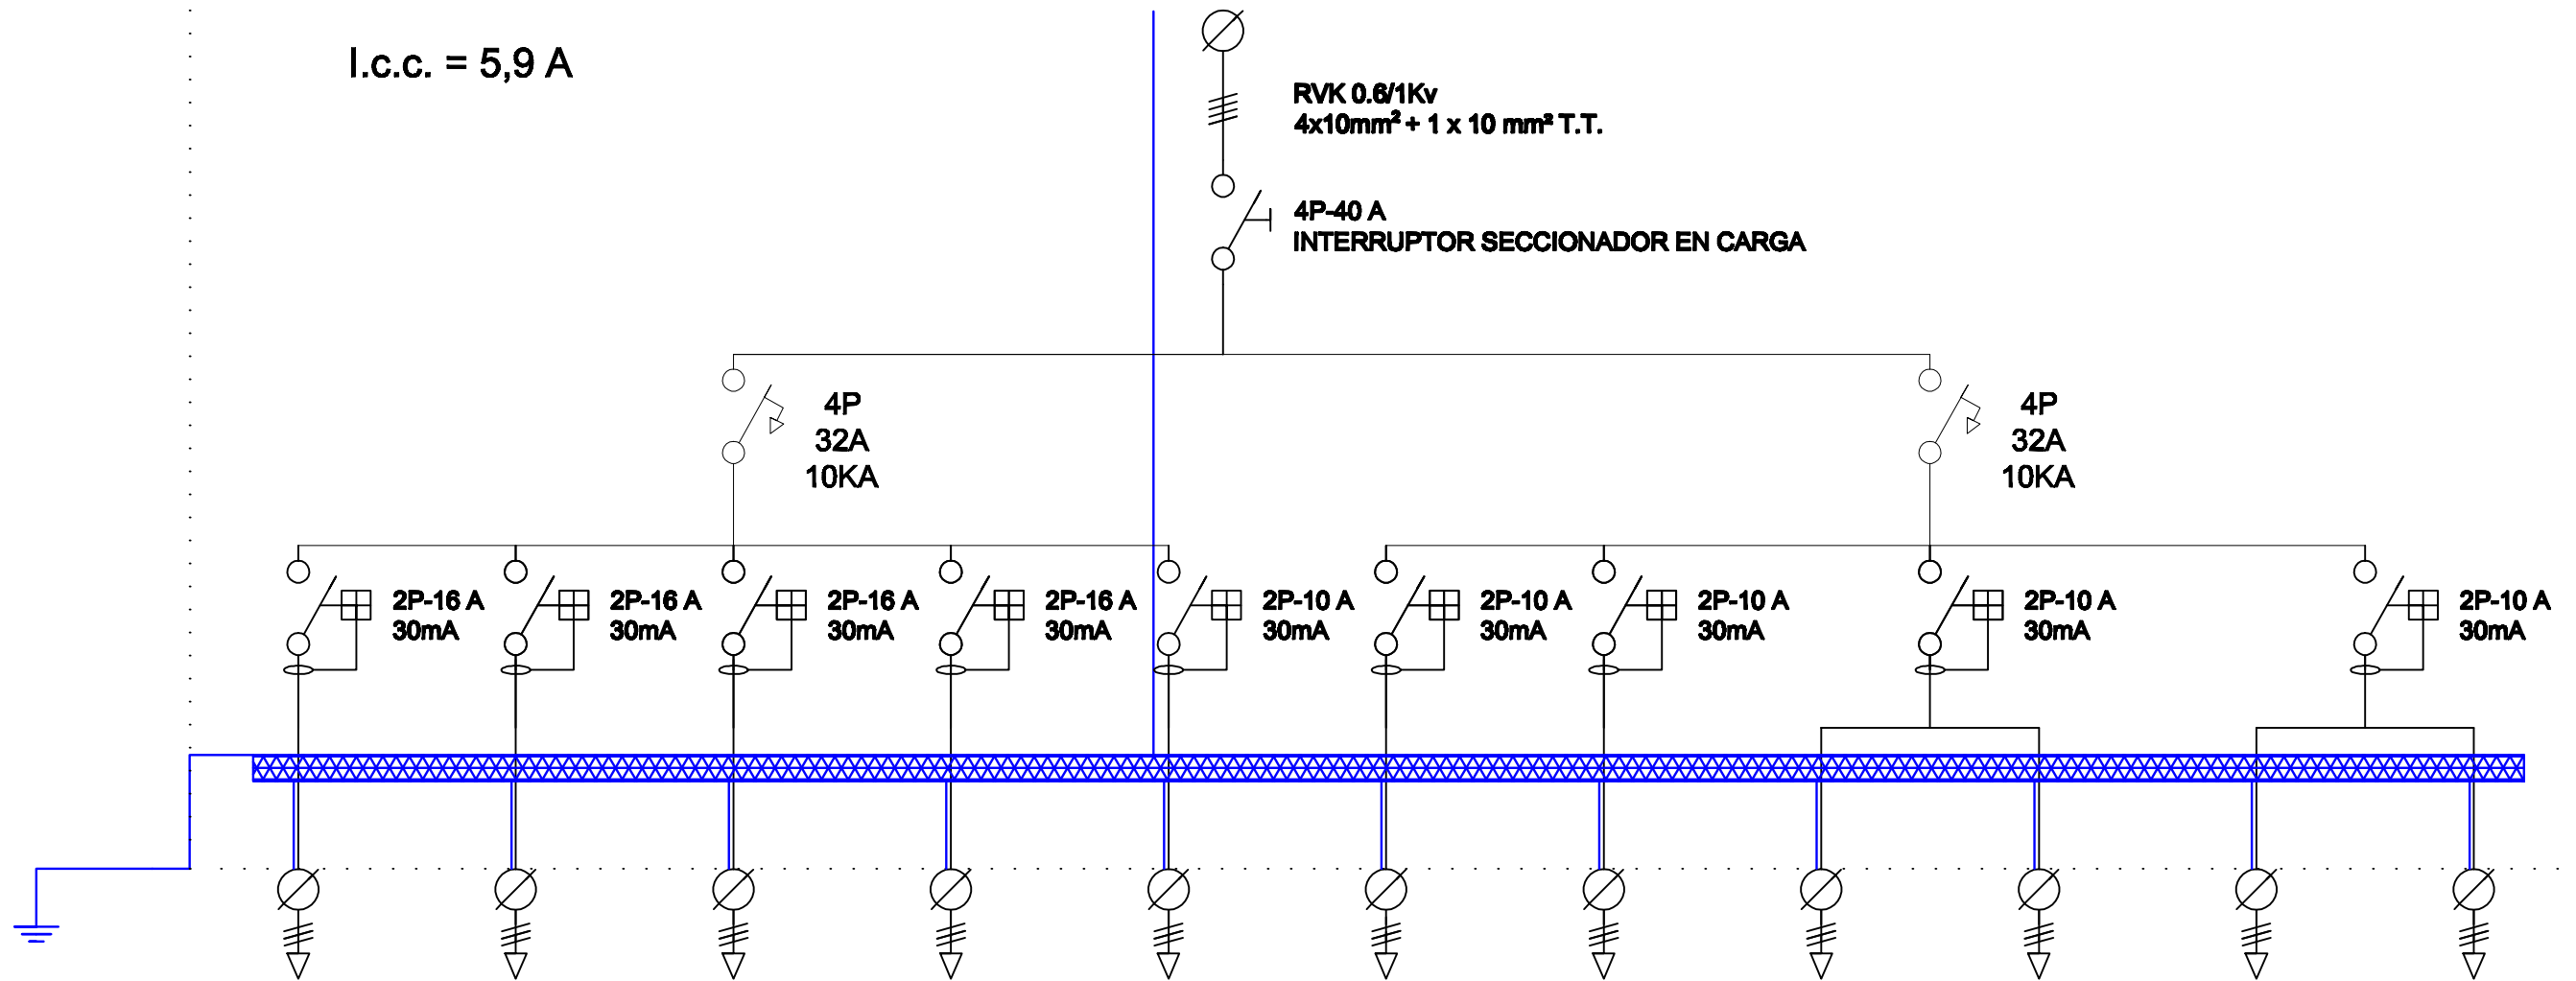 I.c.c. = 5,9 A
RVK 0.6/1Kv
4x10mm² + 1 x 10 mm² T.T.
4P-40 A
INTERRUPTOR SECCIONADOR EN CARGA
4P
32A
10KA
4P
32A
10KA
2P-16 A
30mA
2P-16 A
30mA
2P-16 A
30mA
2P-16 A
30mA
2P-10 A
30mA
2P-10 A
30mA
2P-10 A
30mA
2P-10 A
30mA
2P-10 A
30mA